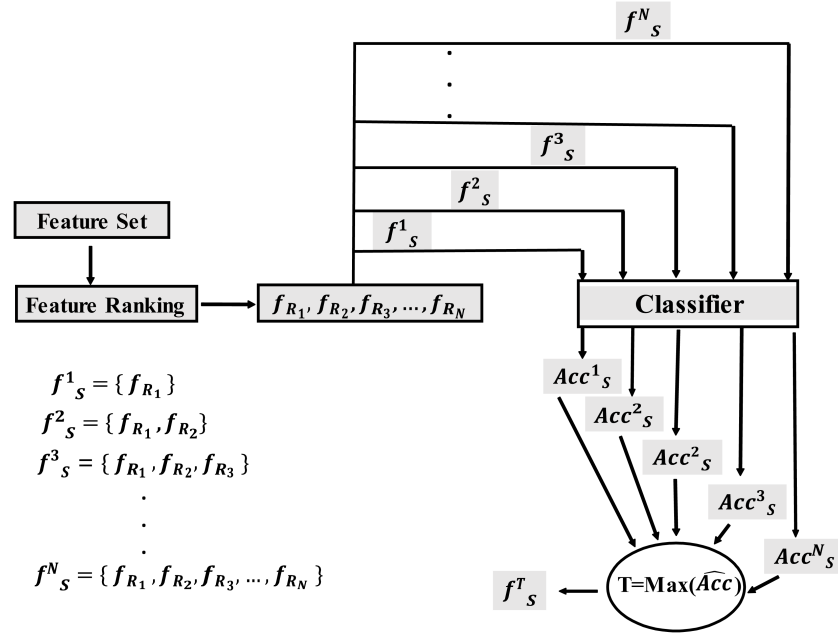 f^N_S
f^3_S
f^2_S
f^1_S
Feature Set
Feature Ranking
f_{R_1}, f_{R_2}, f_{R_3}, ..., f_{R_N}
Classifier
Acc^1_S
Acc^2_S
Acc^2_S
Acc^3_S
Acc^N_S
f^1_S = { f_{R_1} }
f^2_S = { f_{R_1}, f_{R_2} }
f^3_S = { f_{R_1}, f_{R_2}, f_{R_3} }
.
.
.
f^N_S = { f_{R_1}, f_{R_2}, f_{R_3}, ..., f_{R_N} }
T=Max(\widehat{Acc})
f^T_S